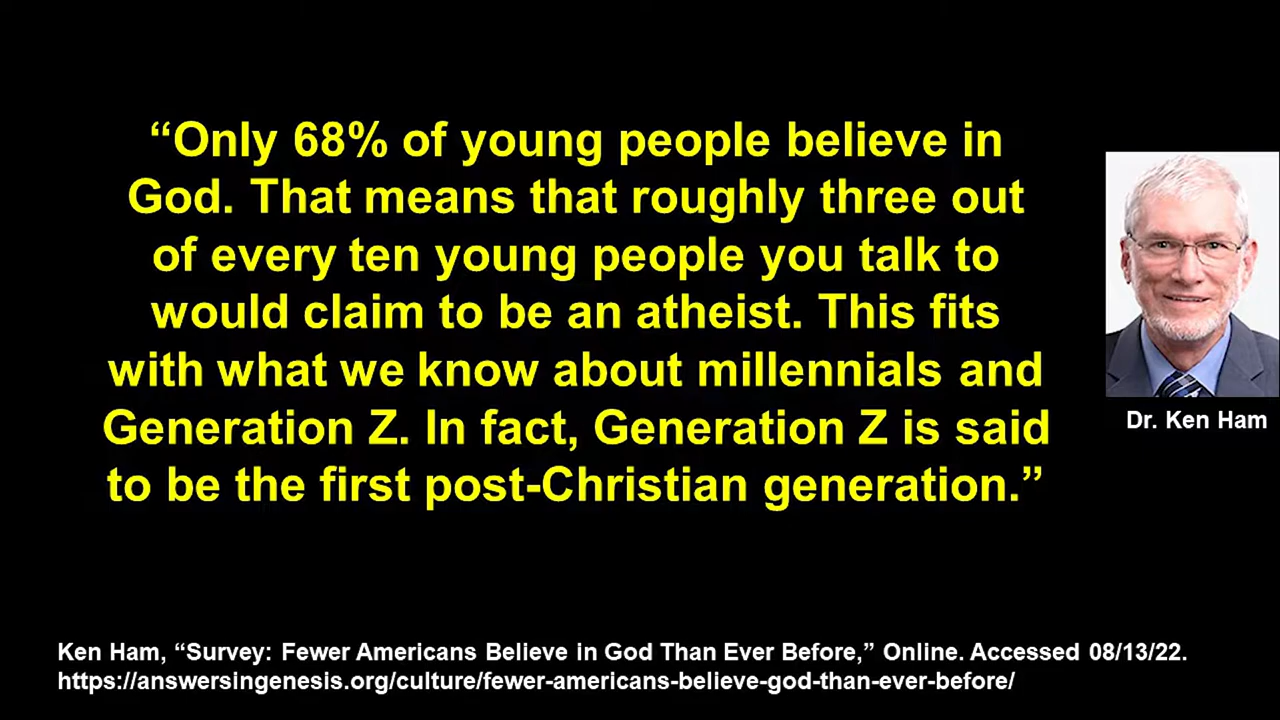 “Only 68% of young people believe in
God. That means that roughly three out
of every ten young people you talk to
would claim to be an atheist. This fits
with what we know about millennials and
Generation Z. In fact, Generation Z is said
to be the first post-Christian generation.”
Dr. Ken Ham
Ken Ham, “Survey: Fewer Americans Believe in God Than Ever Before,” Online. Accessed 08/13/22.
https://answersingenesis.org/culture/fewer-americans-believe-god-than-ever-before/